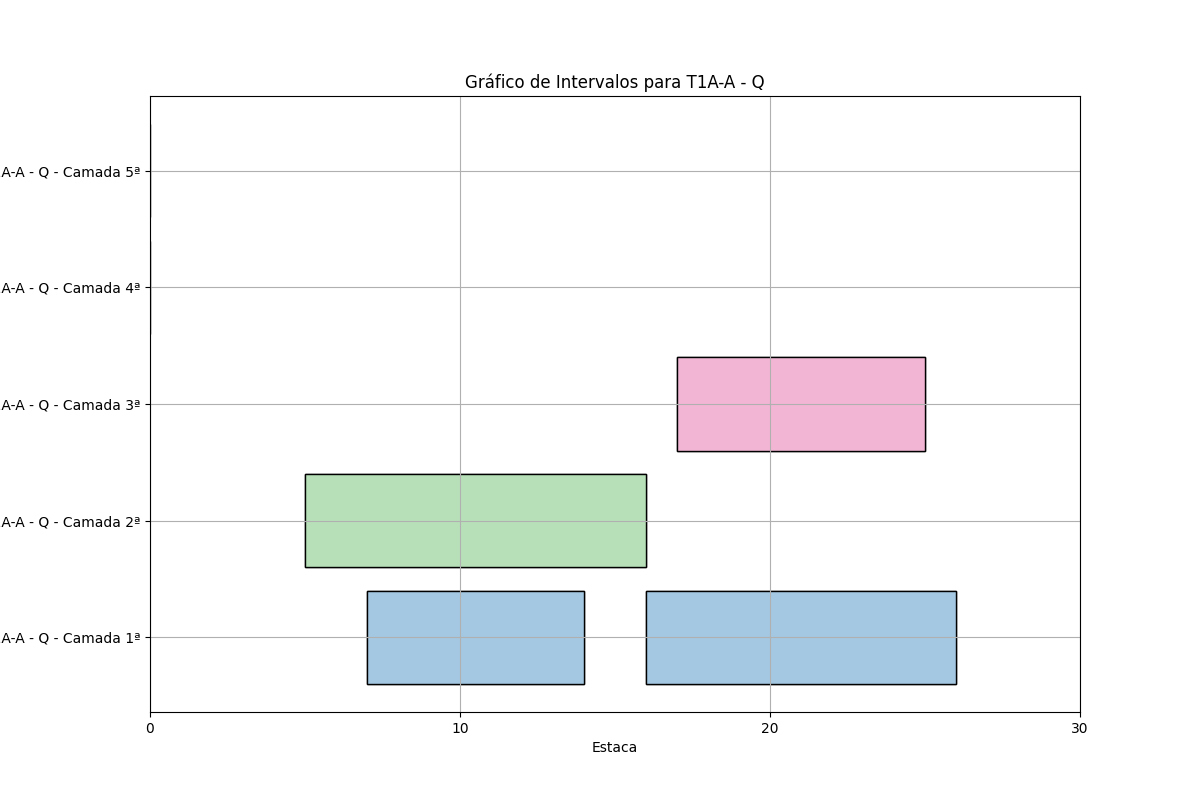 Gráfico de Intervalos para T1A-A - Q
A-A - Q - Camada 5ª
A-A - Q - Camada 4ª
A-A - Q - Camada 3ª
A-A - Q - Camada 2ª
A-A - Q - Camada 1ª
0 10 20 30
Estaca